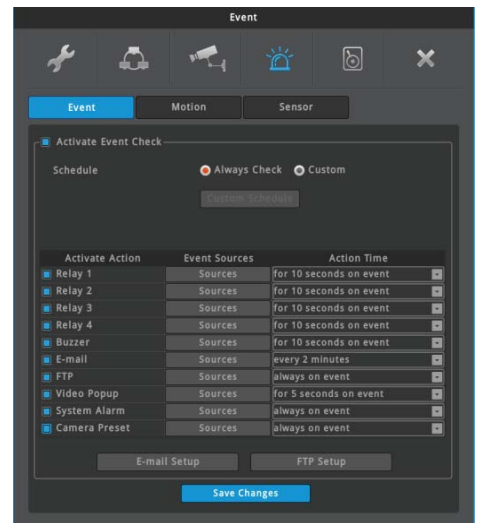 Event
Event Motion Sensor
Activate Event Check
Schedule Always Check Custom
Custom Schedule
Activate Action Event Sources Action Time
Relay 1 Sources for 10 seconds on event
Relay 2 Sources for 10 seconds on event
Relay 3 Sources for 10 seconds on event
Relay 4 Sources for 10 seconds on event
Buzzer Sources for 10 seconds on event
E-mail Sources every 2 minutes
FTP Sources always on event
Video Popup Sources for 5 seconds on event
System Alarm Sources always on event
Camera Preset Sources always on event
E-mail Setup FTP Setup
Save Changes